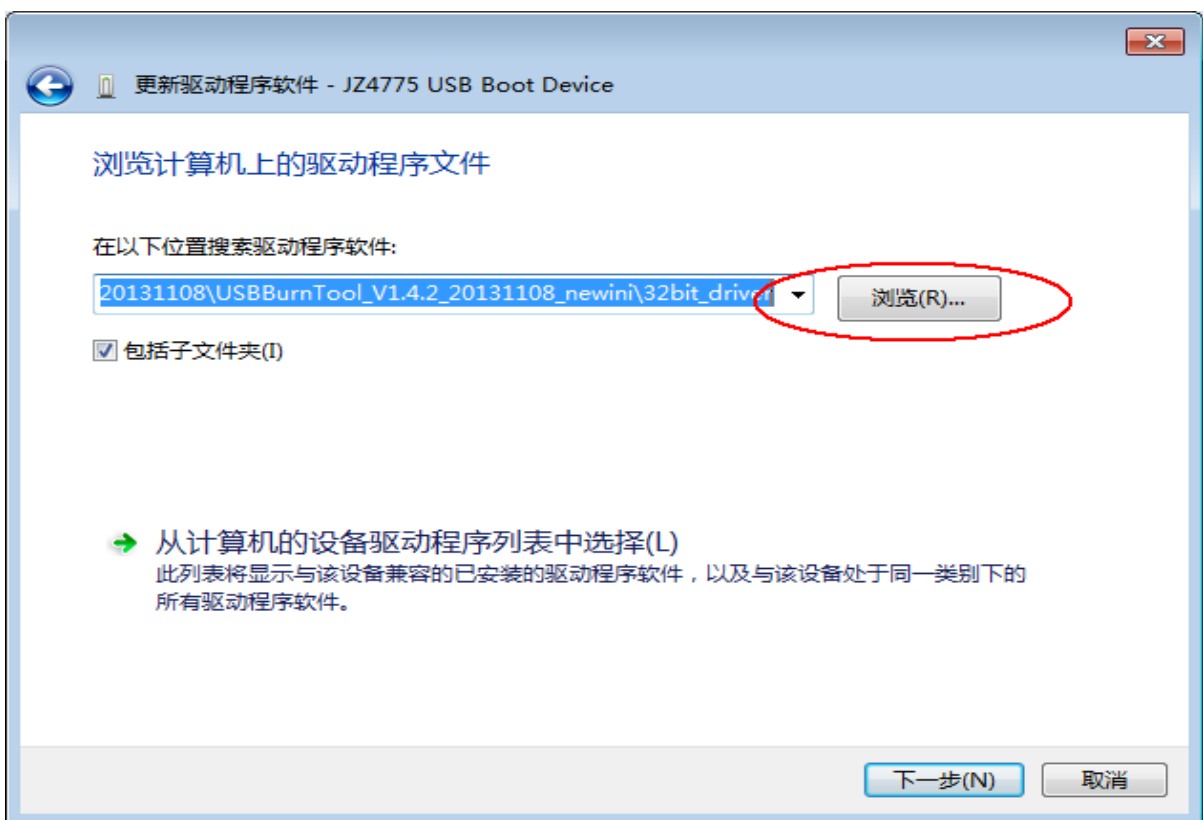 更新驱动程序软件 - JZ4775 USB Boot Device
浏览计算机上的驱动程序文件
在以下位置搜索驱动程序软件:
20131108\USBBurnTool_V1.4.2_20131108_newini\32bit_driver
浏览(R)...
包括子文件夹(I)
从计算机的设备驱动程序列表中选择(L)
此列表将显示与该设备兼容的已安装的驱动程序软件，以及与该设备处于同一类别下的
所有驱动程序软件。
下一步(N)
取消